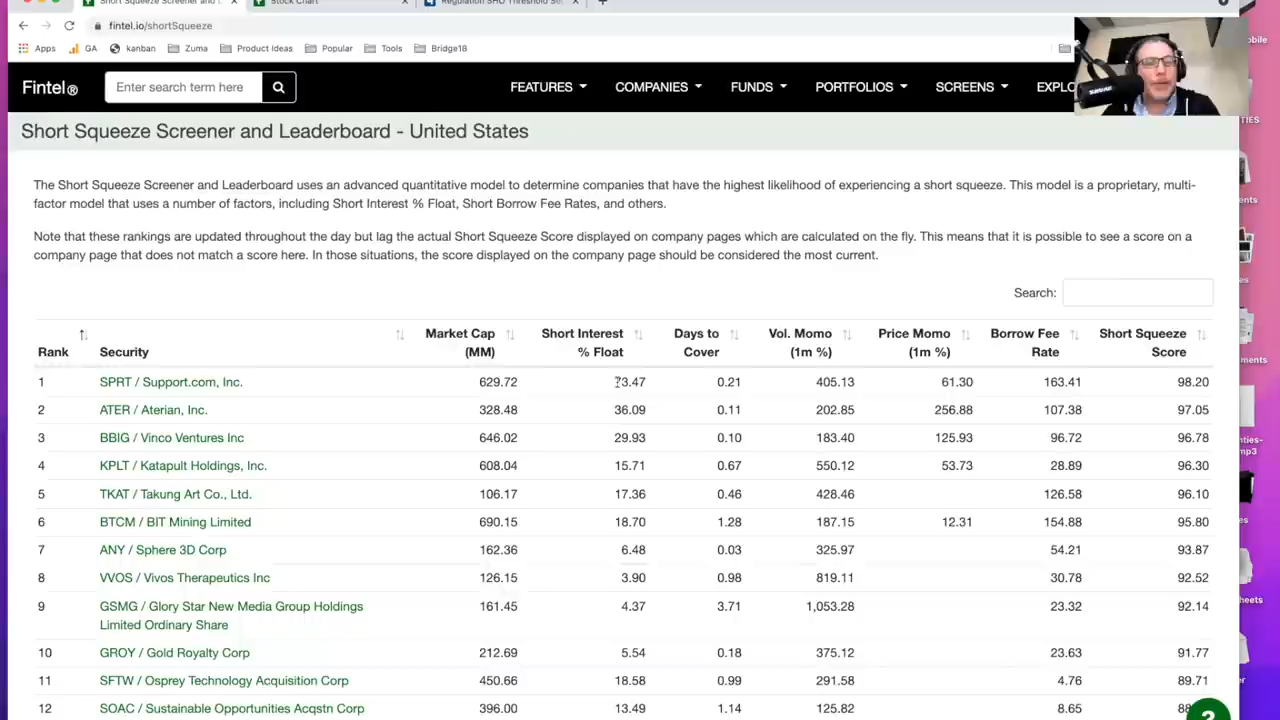 Short Squeeze Screener and L
Stock Chart
Regulation SHO Threshold Se
fintel.io/shortSqueeze
Apps GA kanban Zuma Product Ideas Popular Tools Bridge18
Fintel® Enter search term here FEATURES COMPANIES FUNDS PORTFOLIOS SCREENS EXPLO
Short Squeeze Screener and Leaderboard - United States
The Short Squeeze Screener and Leaderboard uses an advanced quantitative model to determine companies that have the highest likelihood of experiencing a short squeeze. This model is a proprietary, multi-
factor model that uses a number of factors, including Short Interest % Float, Short Borrow Fee Rates, and others.
Note that these rankings are updated throughout the day but lag the actual Short Squeeze Score displayed on company pages which are calculated on the fly. This means that it is possible to see a score on a
company page that does not match a score here. In those situations, the score displayed on the company page should be considered the most current.
Search:
Rank Security Market Cap (MM) Short Interest % Float Days to Cover Vol. Momo (1m %) Price Momo (1m %) Borrow Fee Rate Short Squeeze Score
1 SPRT / Support.com, Inc. 629.72 73.47 0.21 405.13 61.30 163.41 98.20
2 ATER / Aterian, Inc. 328.48 36.09 0.11 202.85 256.88 107.38 97.05
3 BBIG / Vinco Ventures Inc 646.02 29.93 0.10 183.40 125.93 96.72 96.78
4 KPLT / Katapult Holdings, Inc. 608.04 15.71 0.67 550.12 53.73 28.89 96.30
5 TKAT / Takung Art Co., Ltd. 106.17 17.36 0.46 428.46 126.58 96.10
6 BTCM / BIT Mining Limited 690.15 18.70 1.28 187.15 12.31 154.88 95.80
7 ANY / Sphere 3D Corp 162.36 6.48 0.03 325.97 54.21 93.87
8 VVOS / Vivos Therapeutics Inc 126.15 3.90 0.98 819.11 30.78 92.52
9 GSMG / Glory Star New Media Group Holdings 161.45 4.37 3.71 1,053.28 23.32 92.14
Limited Ordinary Share
10 GROY / Gold Royalty Corp 212.69 5.54 0.18 375.12 23.63 91.77
11 SFTW / Osprey Technology Acquisition Corp 450.66 18.58 0.99 291.58 4.76 89.71
12 SOAC / Sustainable Opportunities Acqstn Corp 396.00 13.49 1.14 125.82 8.65